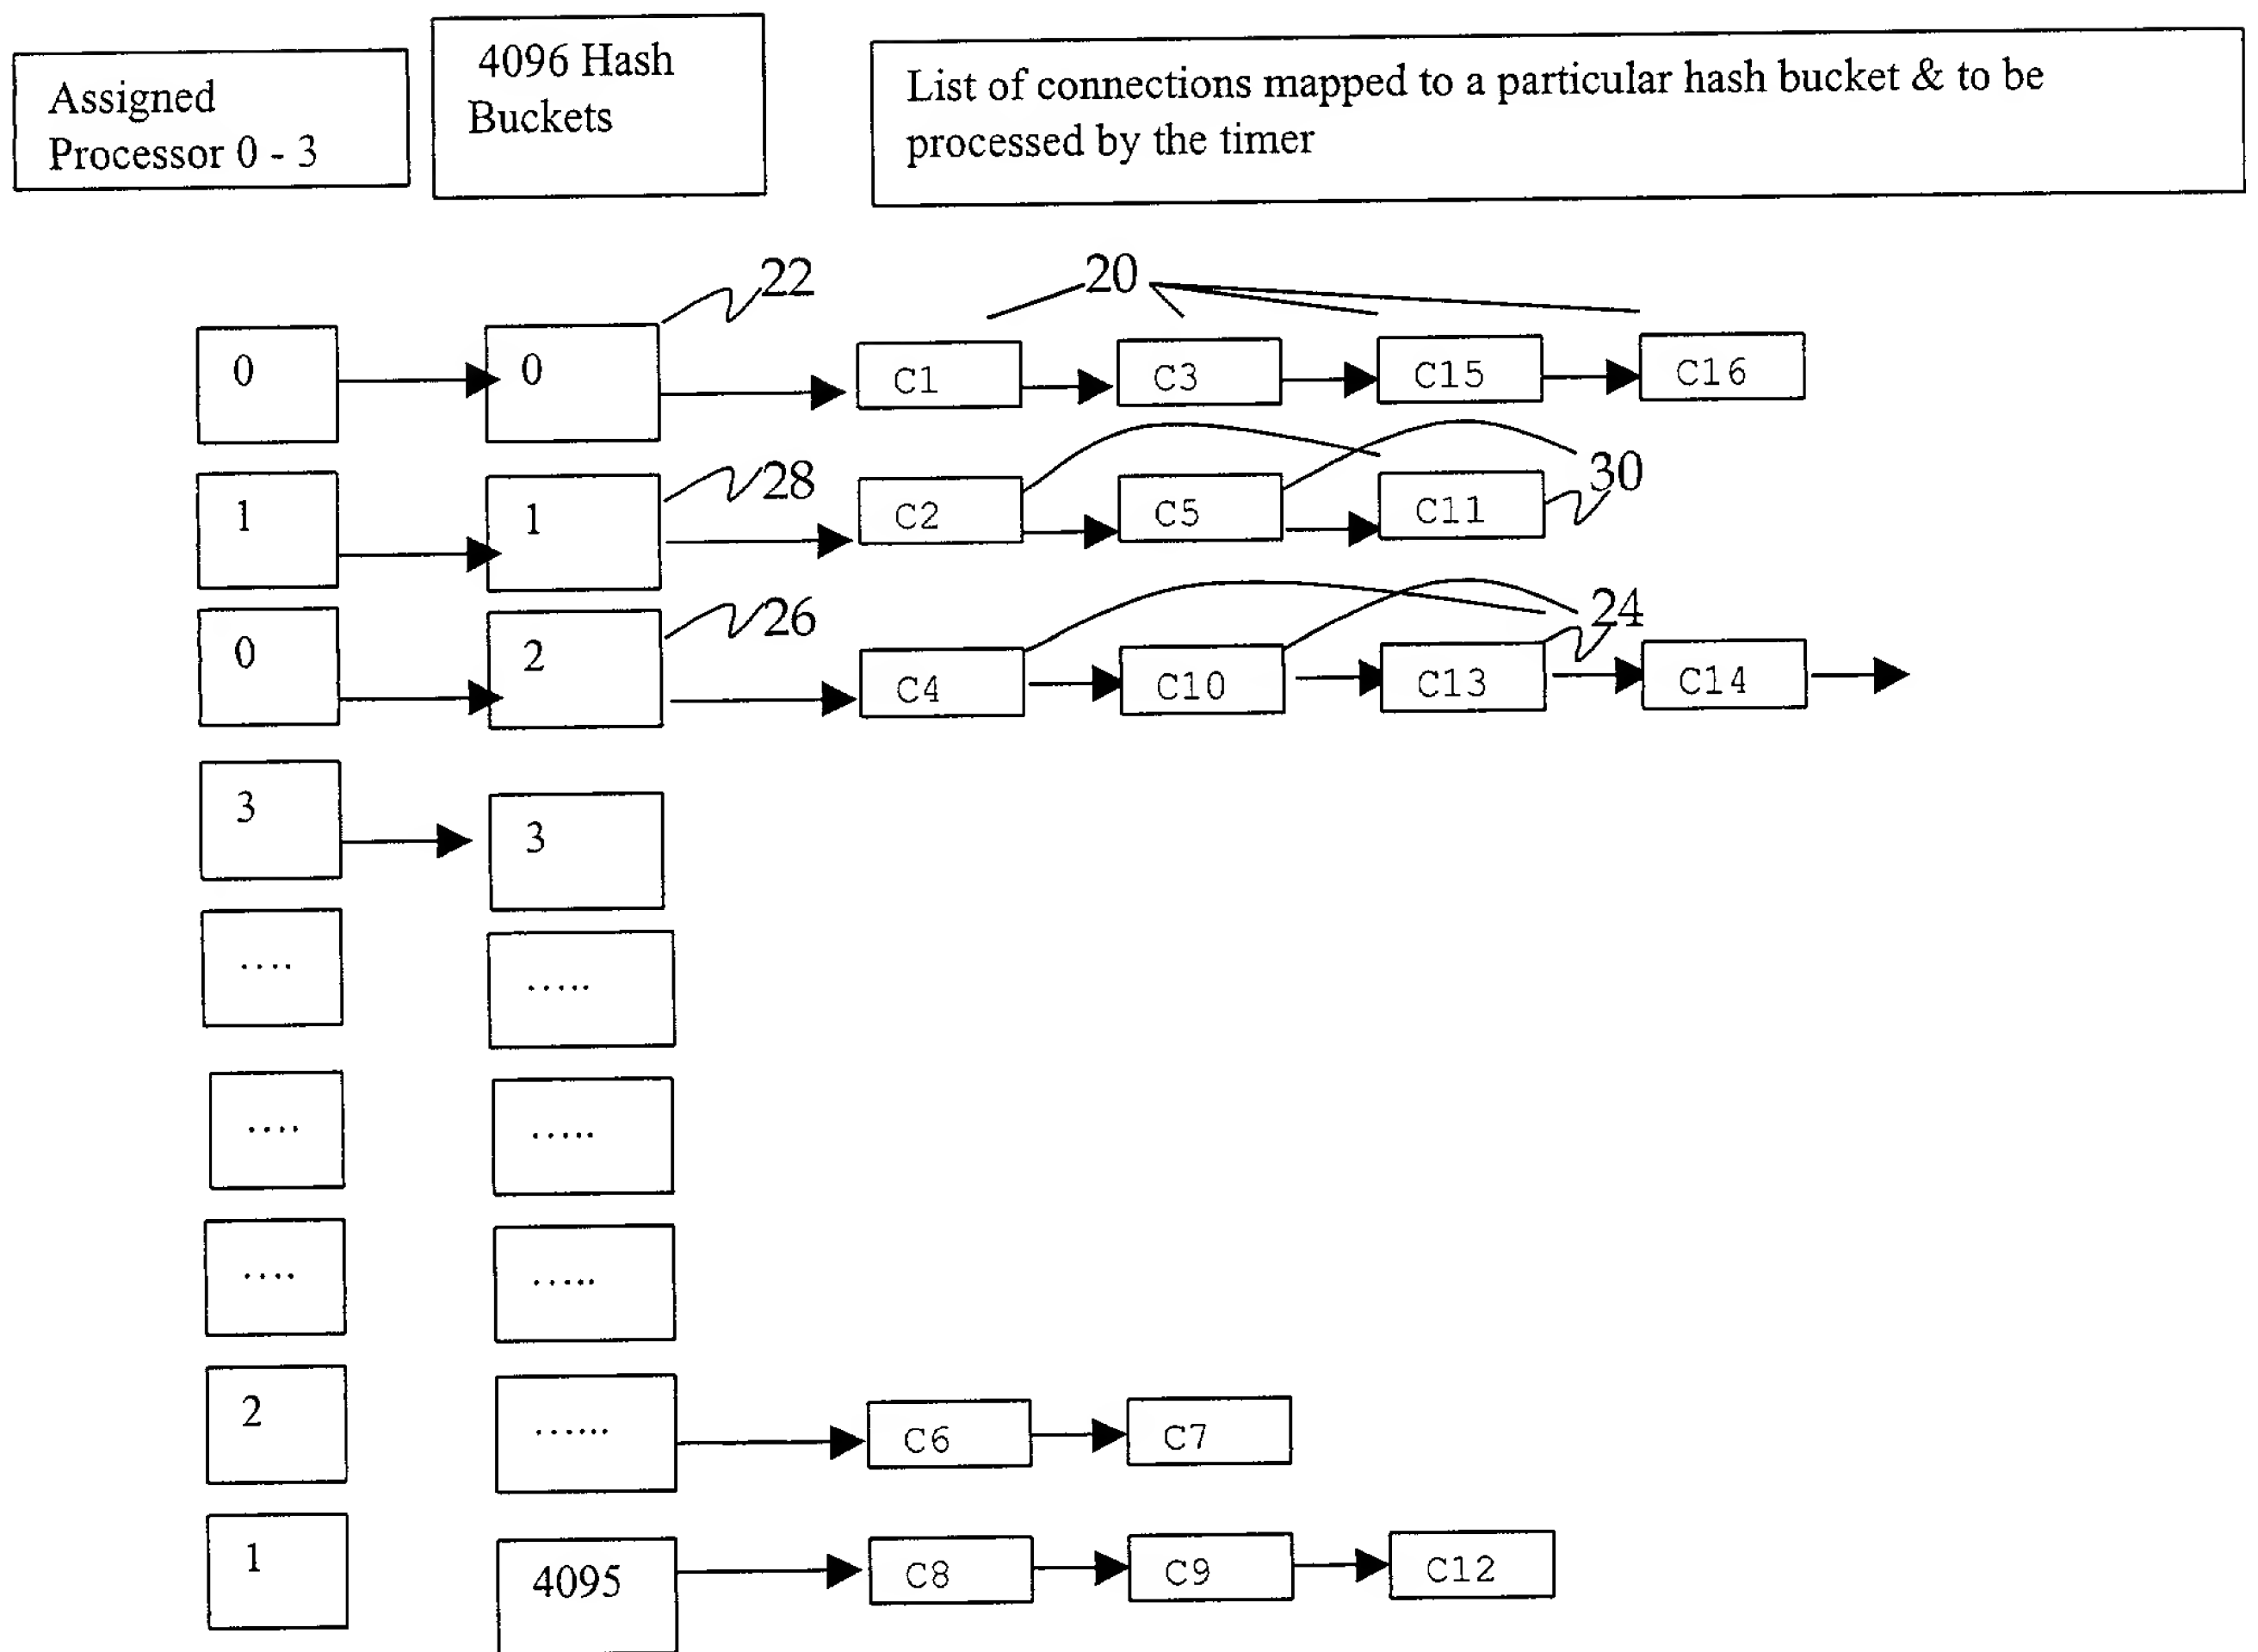 Assigned
Processor 0 - 3
4096 Hash
Buckets
List of connections mapped to a particular hash bucket & to be
processed by the timer
22
20
0
0
C1
C3
C15
C16
28
30
1
1
C2
C5
C11
26
24
0
2
C4
C10
C13
C14
3
3
....
.....
....
.....
....
.....
2
......
C6
C7
1
4095
C8
C9
C12